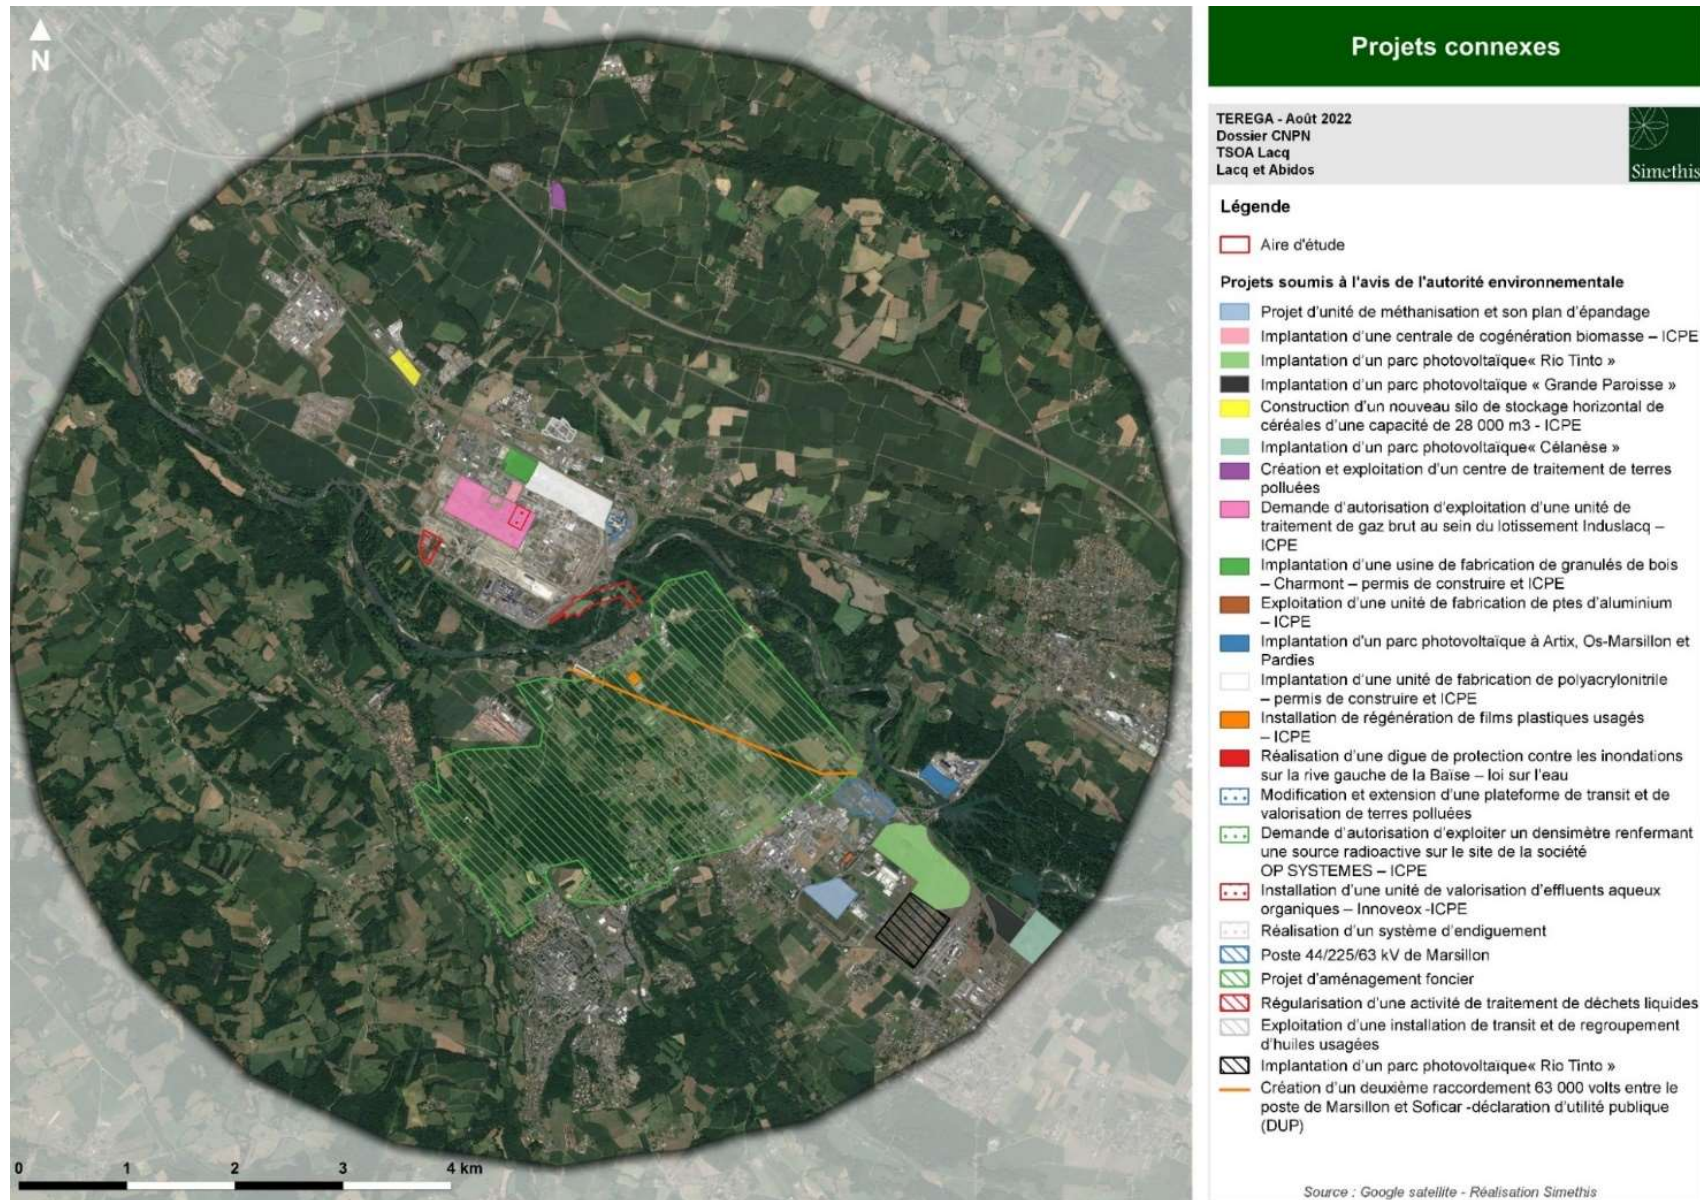 N
Projets connexes
TEREGA - Août 2022
Dossier CNPN
TSOA Lacq
Lacq et Abidos
Simethis
Légende
Aire d'étude
Projets soumis à l'avis de l'autorité environnementale
Projet d'unité de méthanisation et son plan d'épandage
Implantation d'une centrale de cogénération biomasse – ICPE
Implantation d'un parc photovoltaïque« Rio Tinto »
Implantation d'un parc photovoltaïque « Grande Paroisse »
Construction d'un nouveau silo de stockage horizontal de
céréales d'une capacité de 28 000 m3 - ICPE
Implantation d'un parc photovoltaïque« Célanèse »
Création et exploitation d'un centre de traitement de terres
polluées
Demande d'autorisation d'exploitation d'une unité de
traitement de gaz brut au sein du lotissement Induslacq –
ICPE
Implantation d'une usine de fabrication de granulés de bois
– Charmont – permis de construire et ICPE
Exploitation d'une unité de fabrication de ptes d'aluminium
– ICPE
Implantation d'un parc photovoltaïque à Artix, Os-Marsillon et
Pardies
Implantation d'une unité de fabrication de polyacrylonitrile
– permis de construire et ICPE
Installation de régénération de films plastiques usagés
– ICPE
Réalisation d'une digue de protection contre les inondations
sur la rive gauche de la Baïse – loi sur l'eau
Modification et extension d'une plateforme de transit et de
valorisation de terres polluées
Demande d'autorisation d'exploiter un densimètre renfermant
une source radioactive sur le site de la société
OP SYSTEMES – ICPE
Installation d'une unité de valorisation d'effluents aqueux
organiques – Innoveox -ICPE
Réalisation d'un système d'endiguement
Poste 44/225/63 kV de Marsillon
Projet d'aménagement foncier
Régularisation d'une activité de traitement de déchets liquides
Exploitation d'une installation de transit et de regroupement
d'huiles usagées
Implantation d'un parc photovoltaïque« Rio Tinto »
Création d'un deuxième raccordement 63 000 volts entre le
poste de Marsillon et Soficar -déclaration d'utilité publique
(DUP)
0 1 2 3 4 km
Source : Google satellite - Réalisation Simethis